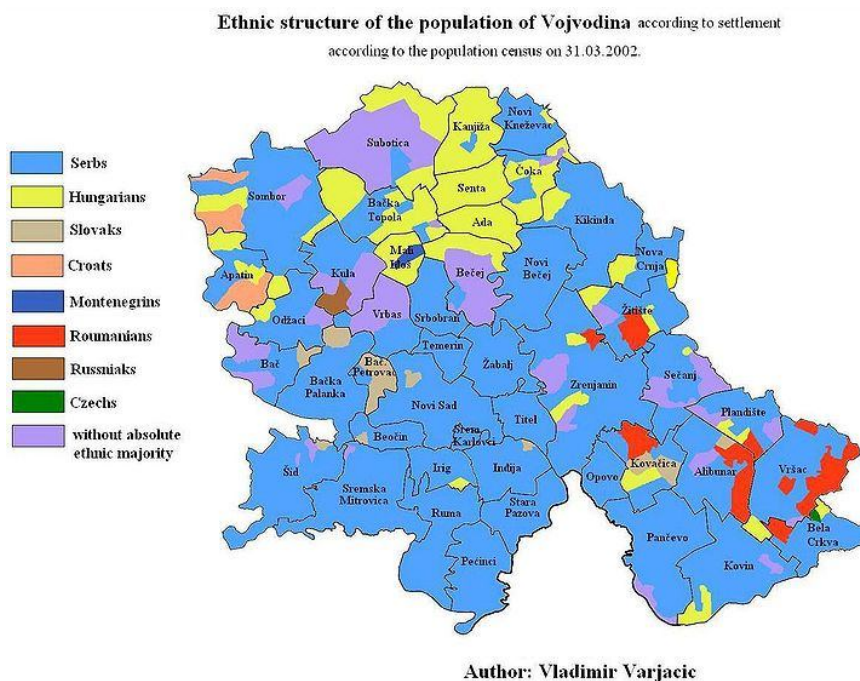 Ethnic structure of the population of Vojvodina according to settlement
according to the population census on 31.03.2002.
Serbs
Hungarians
Slovaks
Croats
Montenegrins
Roumanians
Russniaks
Czechs
without absolute
ethnic majority
Subotica
Kanjiža
Novi
Kneževac
Sombor
Bačka
Topola
Senta
Čoka
Ada
Kikinda
Mali
Iđoš
Apatin
Kula
Bečej
Novi
Bečej
Nova
Crnja
Odžaci
Vrbas
Srbobran
Žitište
Temerin
Bač
Bačka
Palanka
Bač.
Petrovac
Žabalj
Zrenjanin
Sečanj
Novi Sad
Titel
Plandište
Beočin
Srem.
Karlovci
Šid
Irig
Inđija
Opovo
Kovačica
Alibunar
Vršac
Sremska
Mitrovica
Ruma
Stara
Pazova
Pančevo
Bela
Crkva
Pećinci
Kovin
Author: Vladimir Varjacic